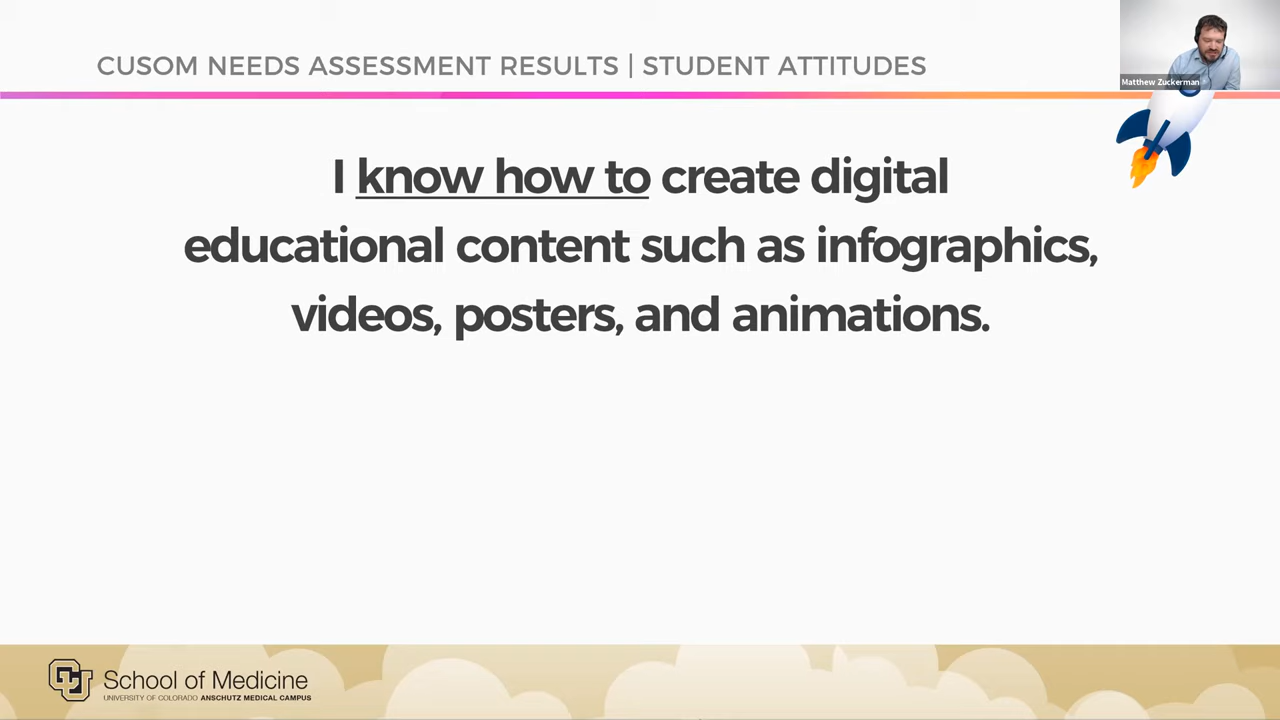 CUSOM NEEDS ASSESSMENT RESULTS | STUDENT ATTITUDES
Matthew Zuckerman
I know how to create digital
educational content such as infographics,
videos, posters, and animations.
CU
School of Medicine
UNIVERSITY OF COLORADO ANSCHUTZ MEDICAL CAMPUS